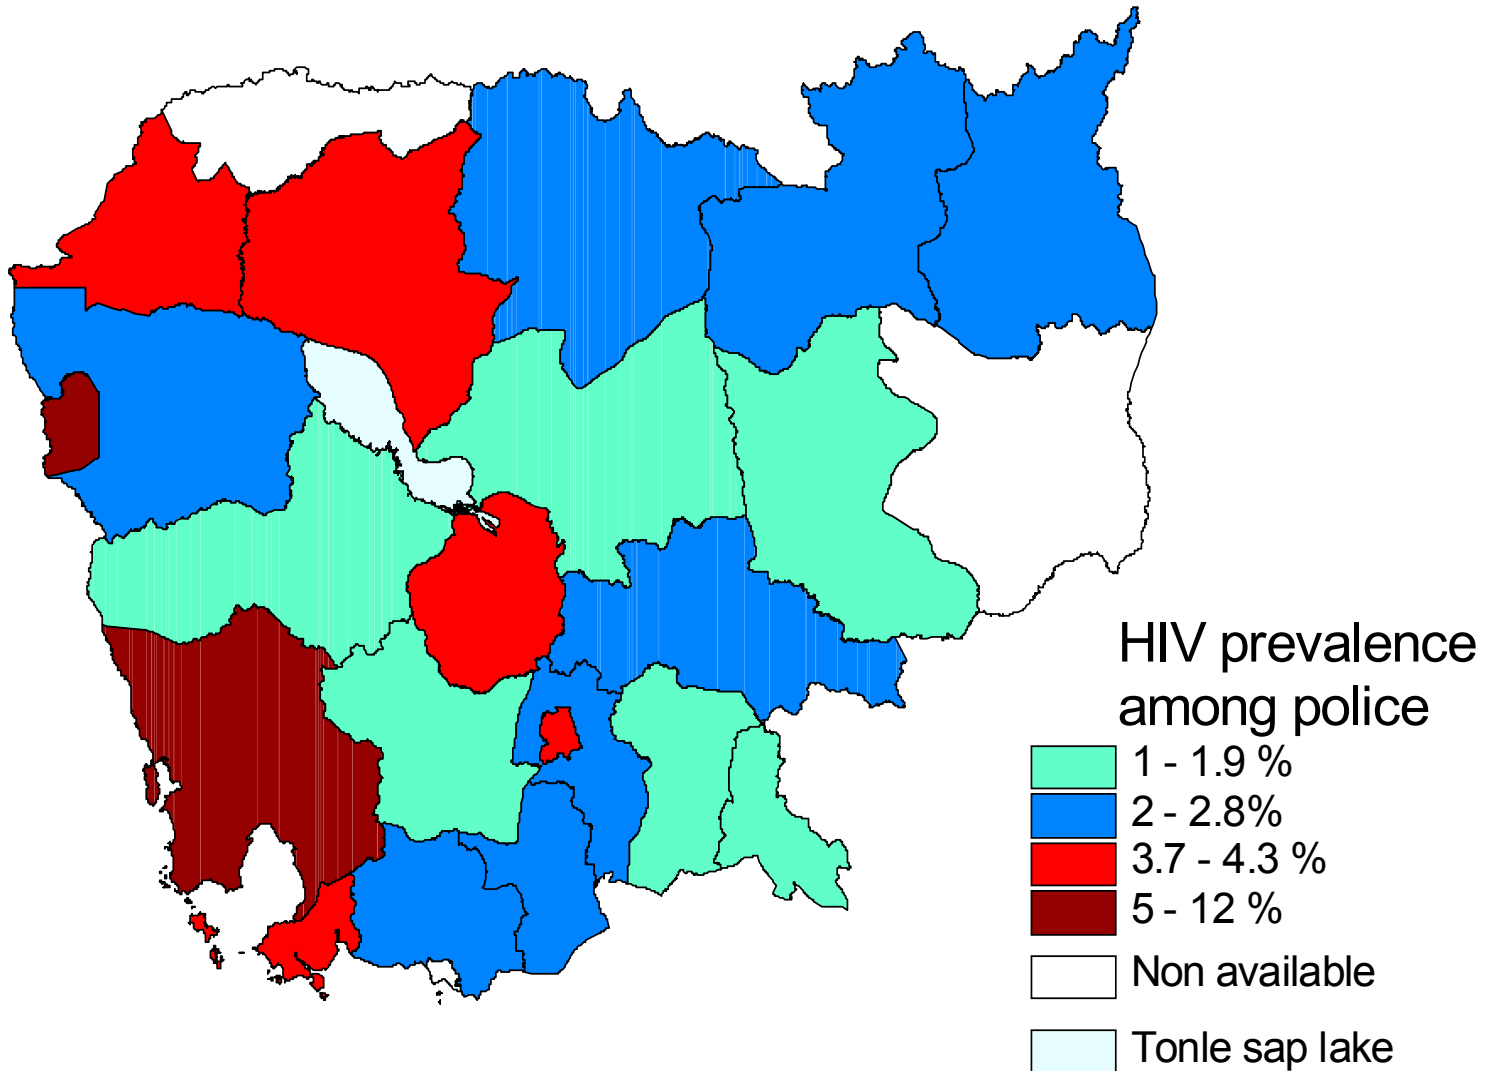 HIV prevalence
among police
1 - 1.9 %
2 - 2.8%
3.7 - 4.3 %
5 - 12 %
Non available
Tonle sap lake